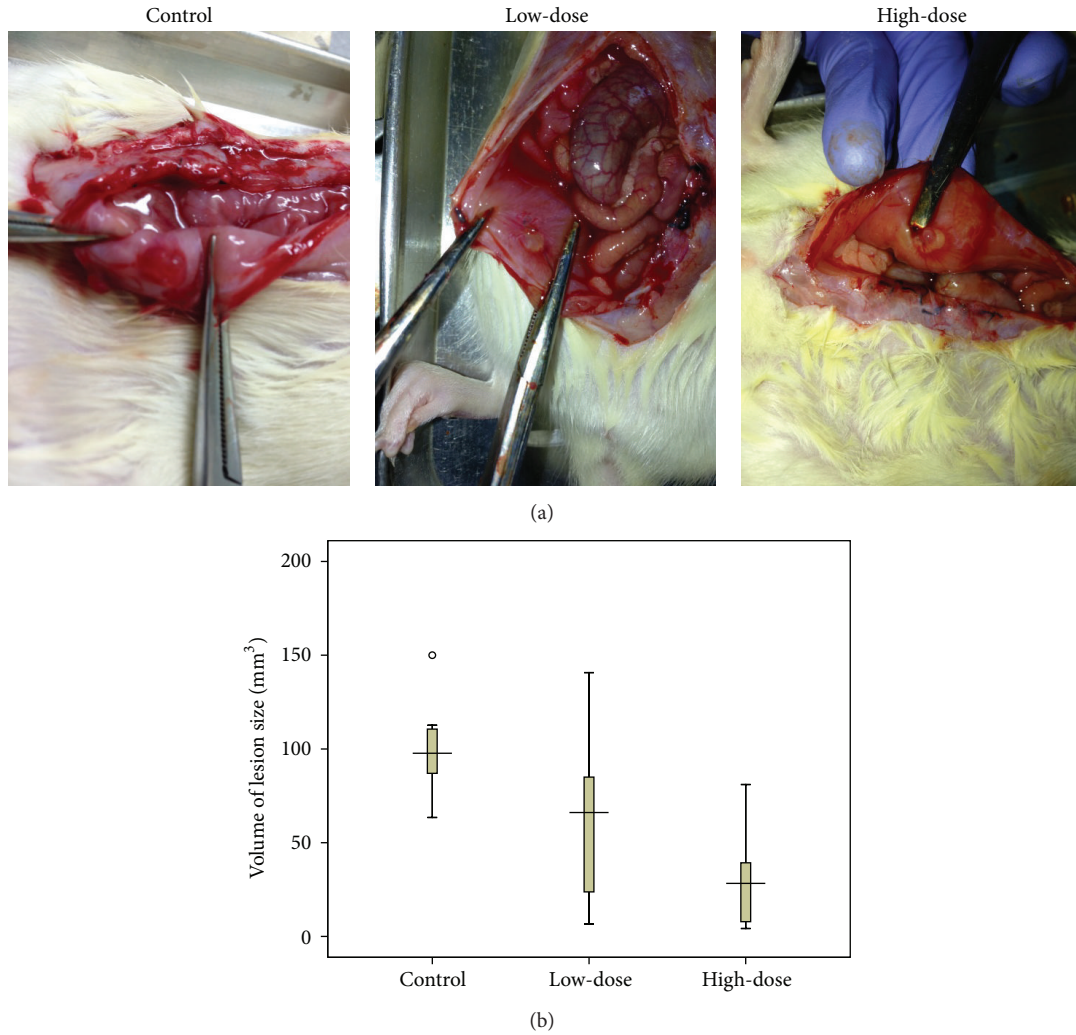 Control Low-dose High-dose
(a)
Volume of lesion size (mm³)
200
150
100
50
0
Control Low-dose High-dose
(b)